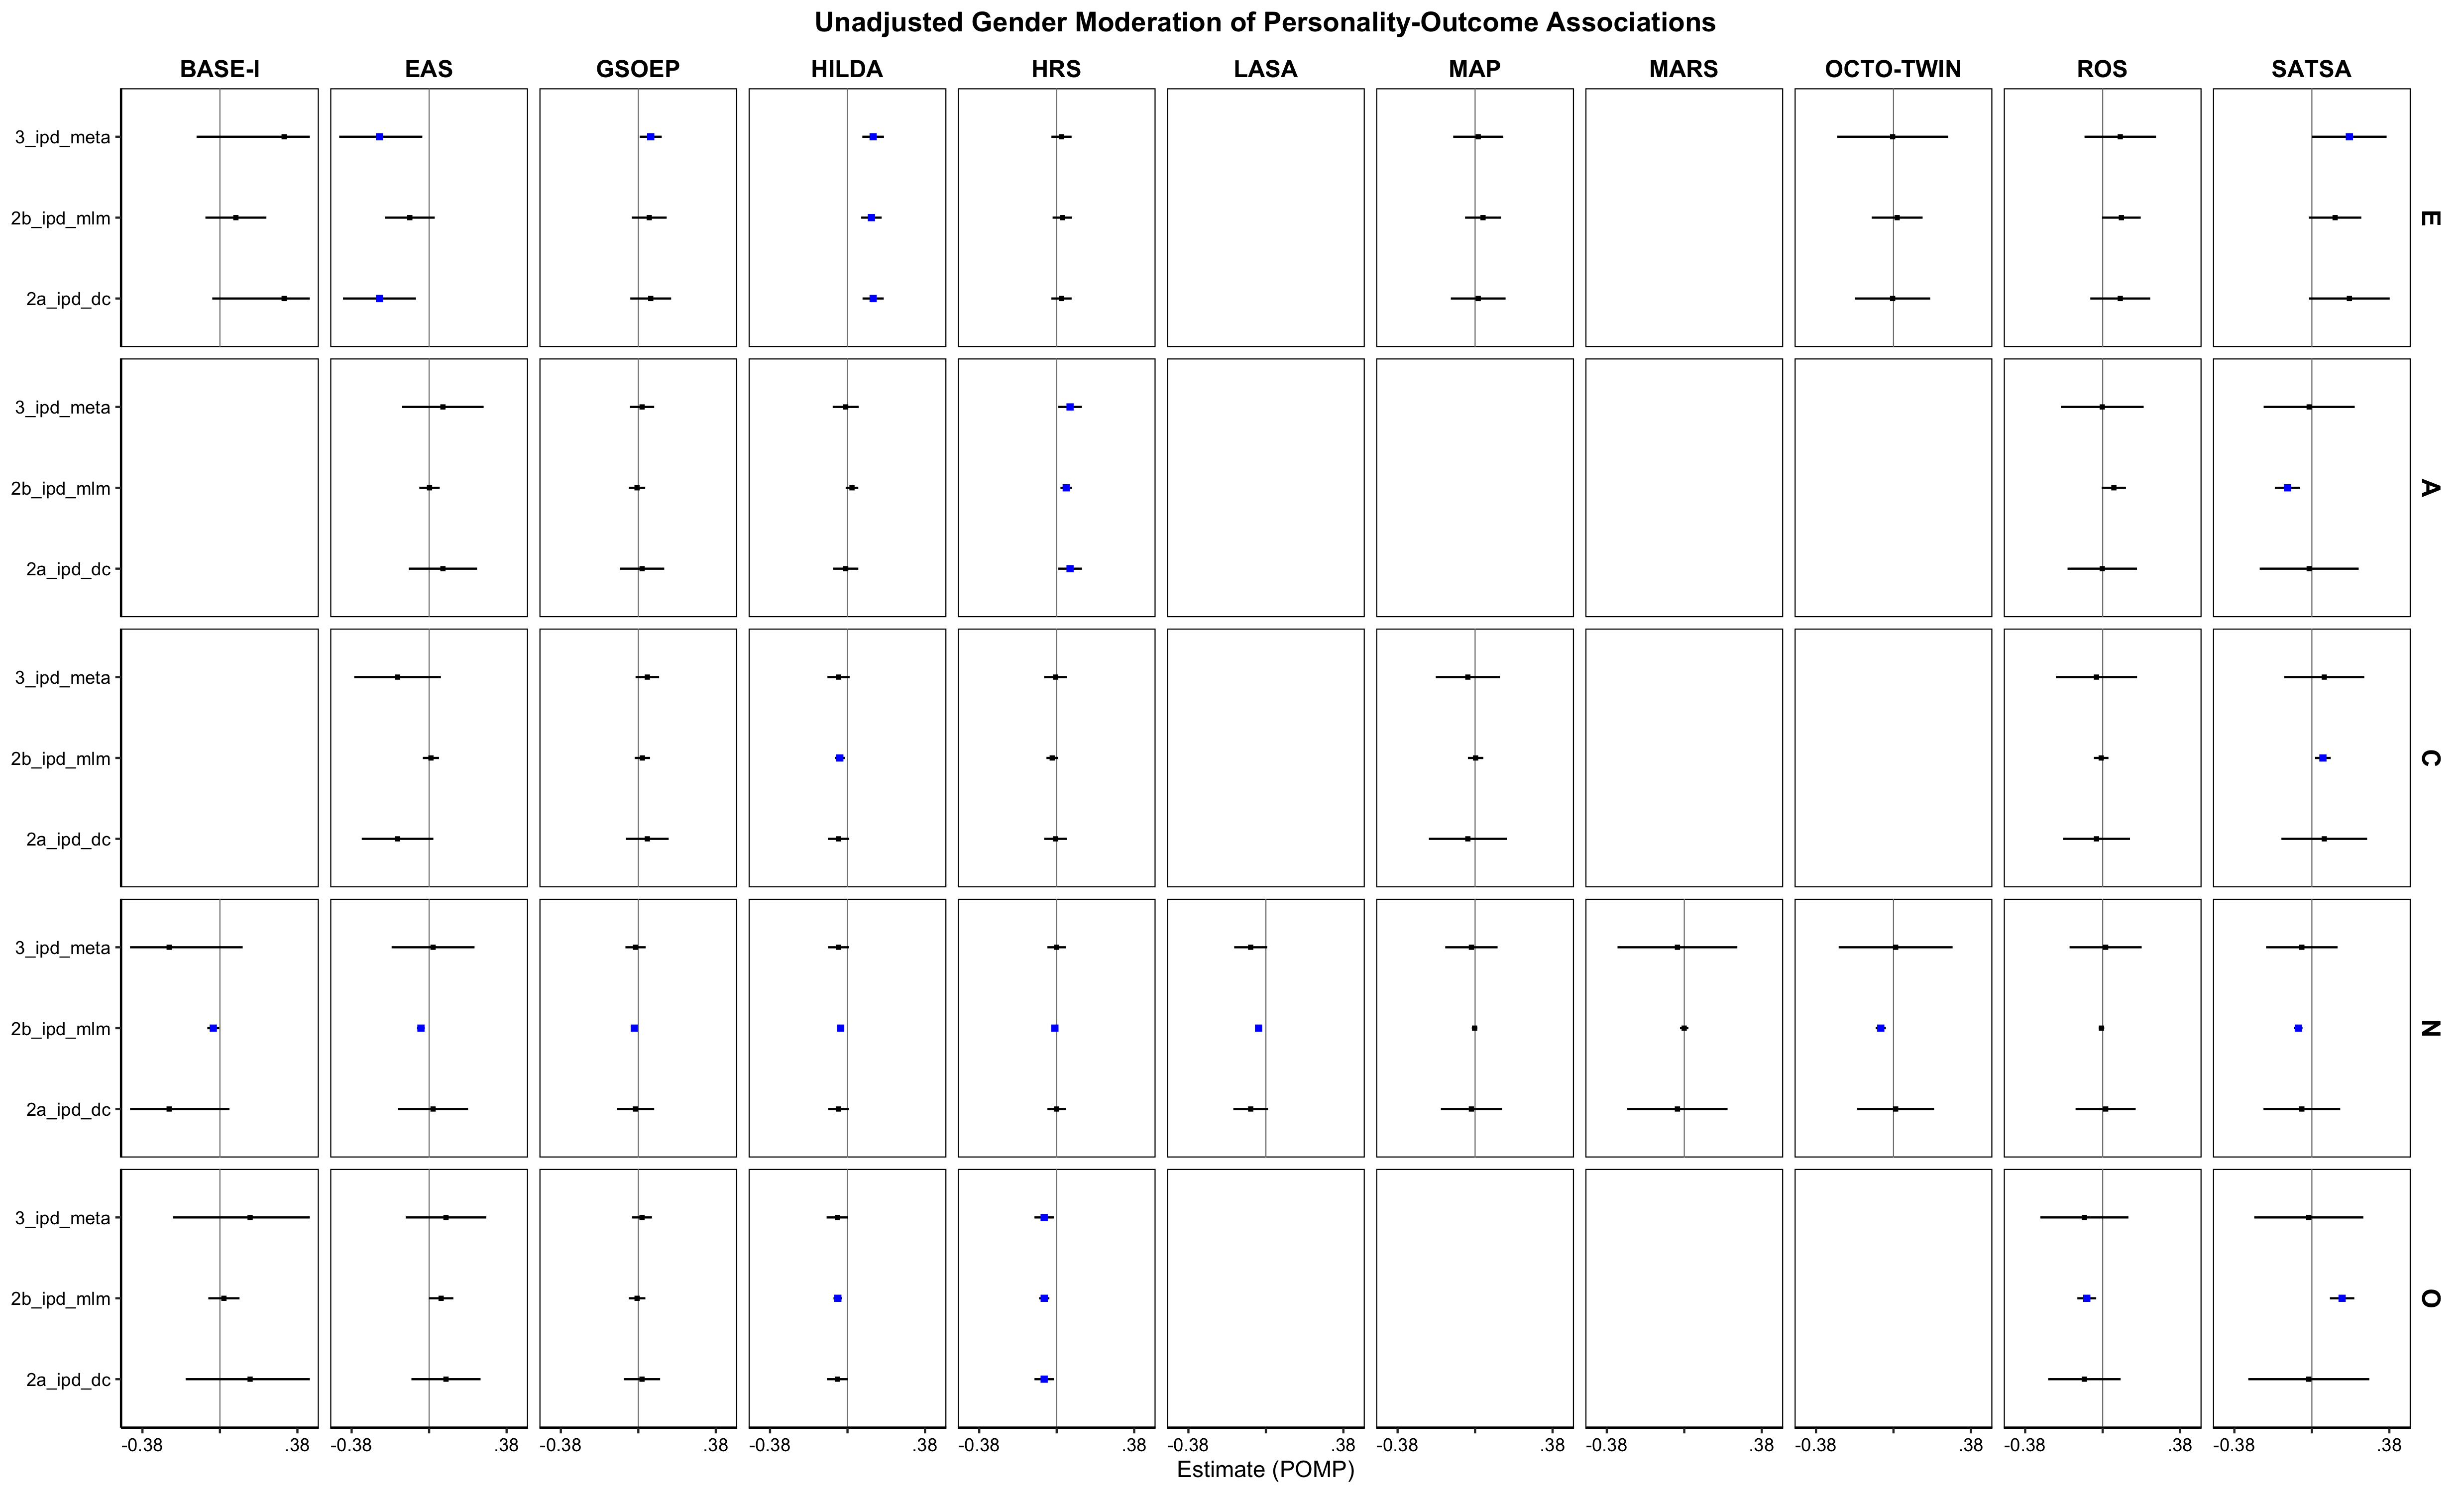 Unadjusted Gender Moderation of Personality-Outcome Associations
BASE-I EAS GSOEP HILDA HRS LASA MAP MARS OCTO-TWIN ROS SATSA
3_ipd_meta
2b_ipd_mlm E
2a_ipd_dc
3_ipd_meta
2b_ipd_mlm A
2a_ipd_dc
3_ipd_meta
2b_ipd_mlm C
2a_ipd_dc
3_ipd_meta
2b_ipd_mlm N
2a_ipd_dc
3_ipd_meta
2b_ipd_mlm O
2a_ipd_dc
-0.38 .38 -0.38 .38 -0.38 .38 -0.38 .38 -0.38 .38 -0.38 .38 -0.38 .38 -0.38 .38 -0.38 .38 -0.38 .38 -0.38 .38
Estimate (POMP)